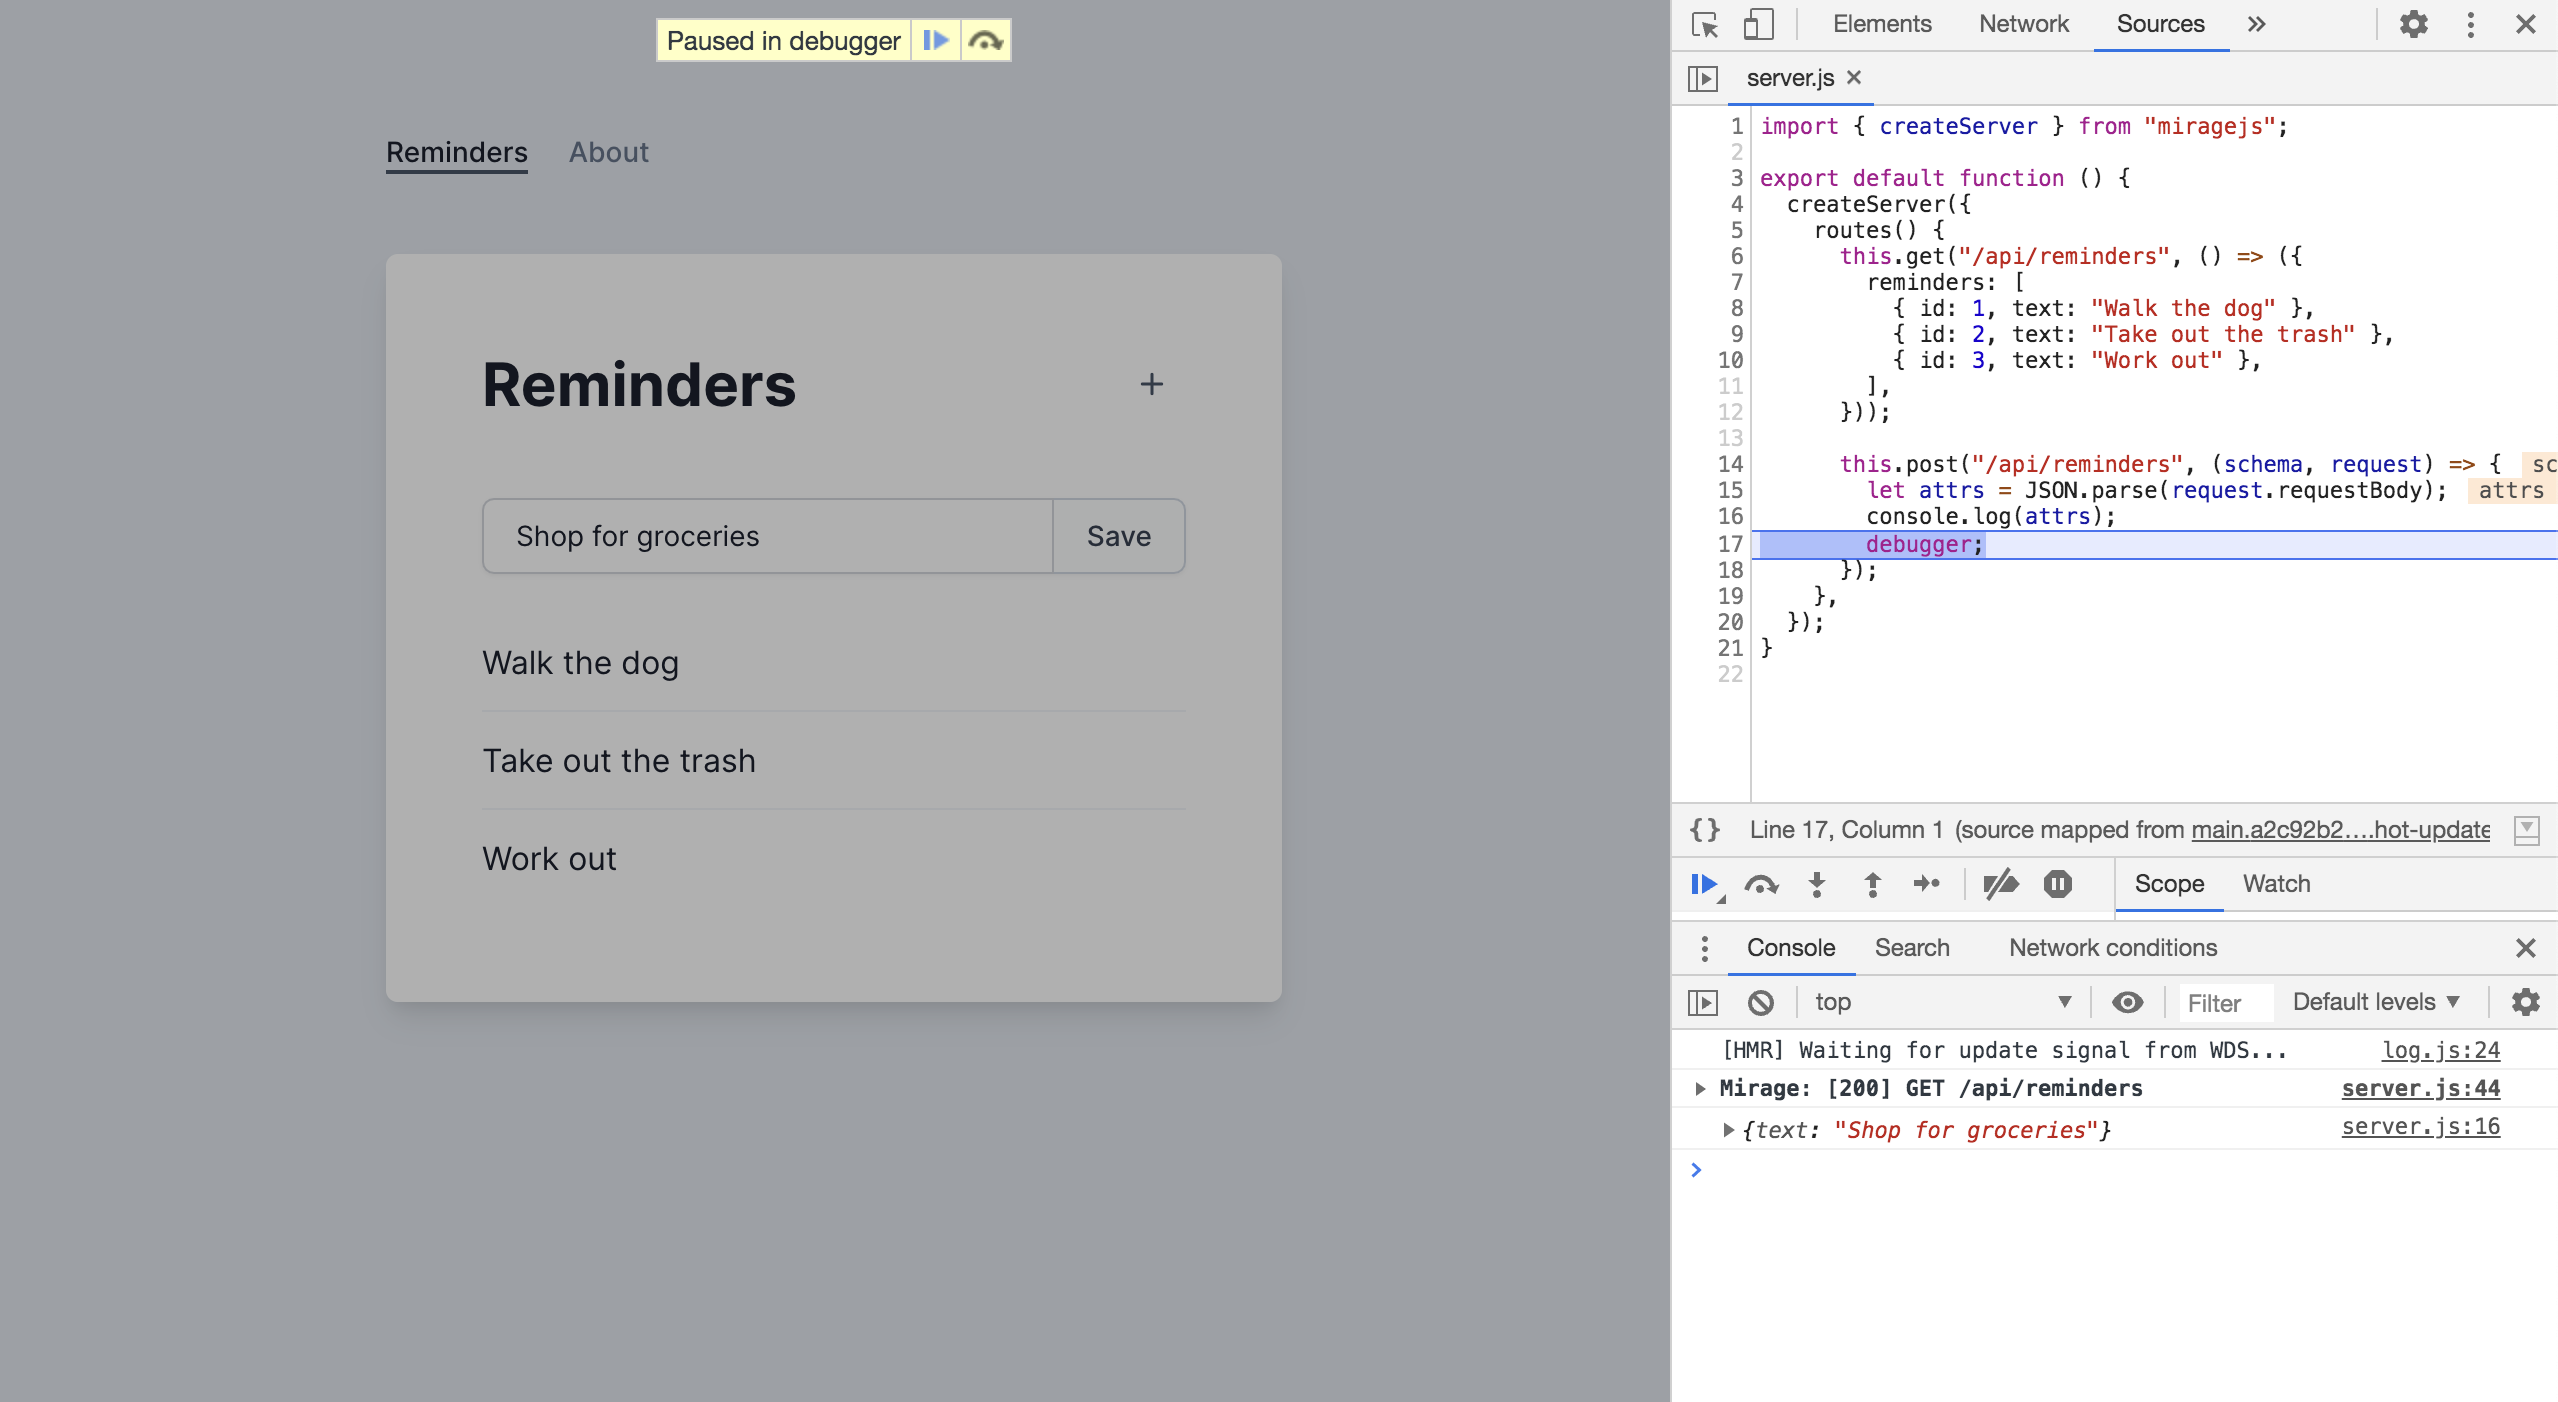 Paused in debugger
Reminders About
Reminders +
Shop for groceries Save
Walk the dog
Take out the trash
Work out
Elements Network Sources »
server.js ×
1 import { createServer } from "miragejs";
2
3 export default function () {
4   createServer({
5     routes() {
6       this.get("/api/reminders", () => ({
7         reminders: [
8           { id: 1, text: "Walk the dog" },
9           { id: 2, text: "Take out the trash" },
10           { id: 3, text: "Work out" },
11         ],
12       }));
13
14       this.post("/api/reminders", (schema, request) => { sc
15         let attrs = JSON.parse(request.requestBody); attrs
16         console.log(attrs);
17         debugger;
18       });
19     },
20   });
21 }
22
{} Line 17, Column 1 (source mapped from main.a2c92b2….hot-update
Scope Watch
Console Search Network conditions
top Filter Default levels
[HMR] Waiting for update signal from WDS... log.js:24
Mirage: [200] GET /api/reminders server.js:44
{text: "Shop for groceries"} server.js:16